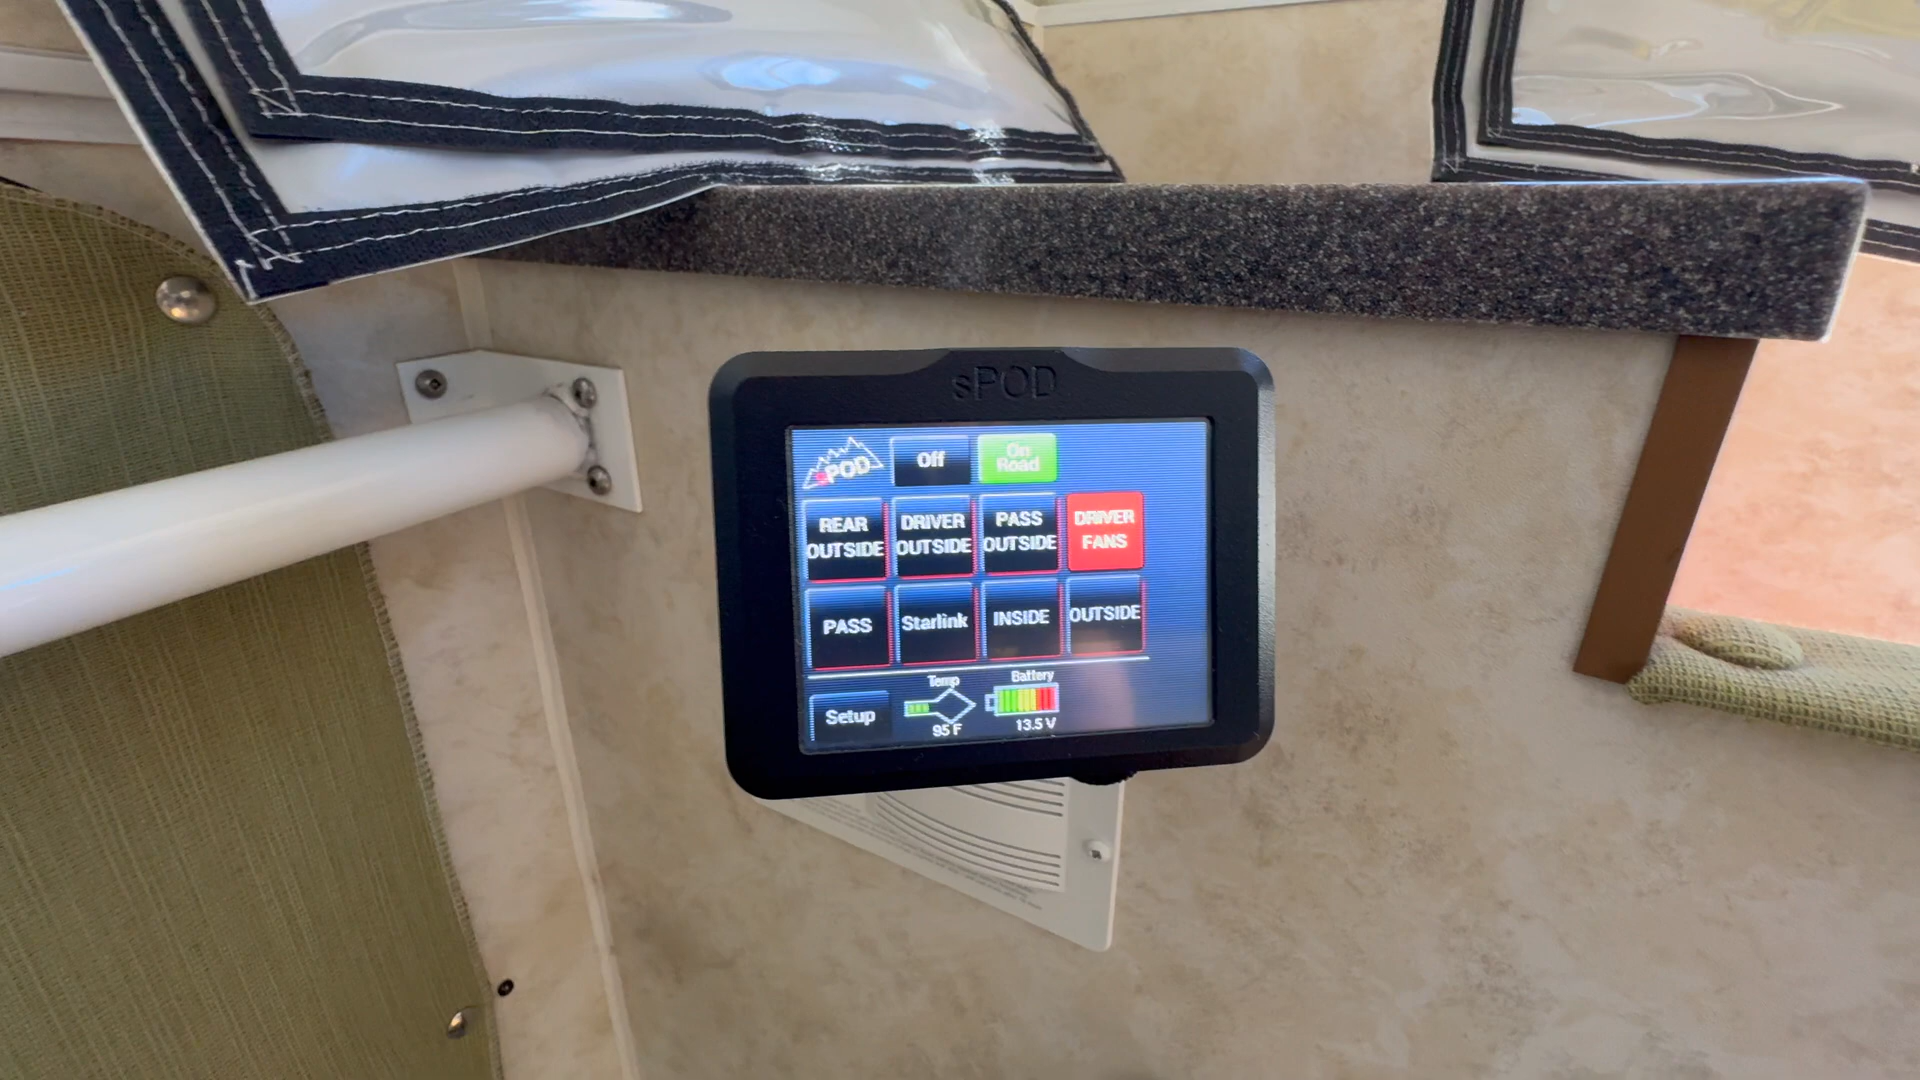 sPOD
sPOD
Off
On
Road
REAR
OUTSIDE
DRIVER
OUTSIDE
PASS
OUTSIDE
DRIVER
FANS
PASS
Starlink
INSIDE
OUTSIDE
Setup
Temp
95 F
Battery
13.5 V